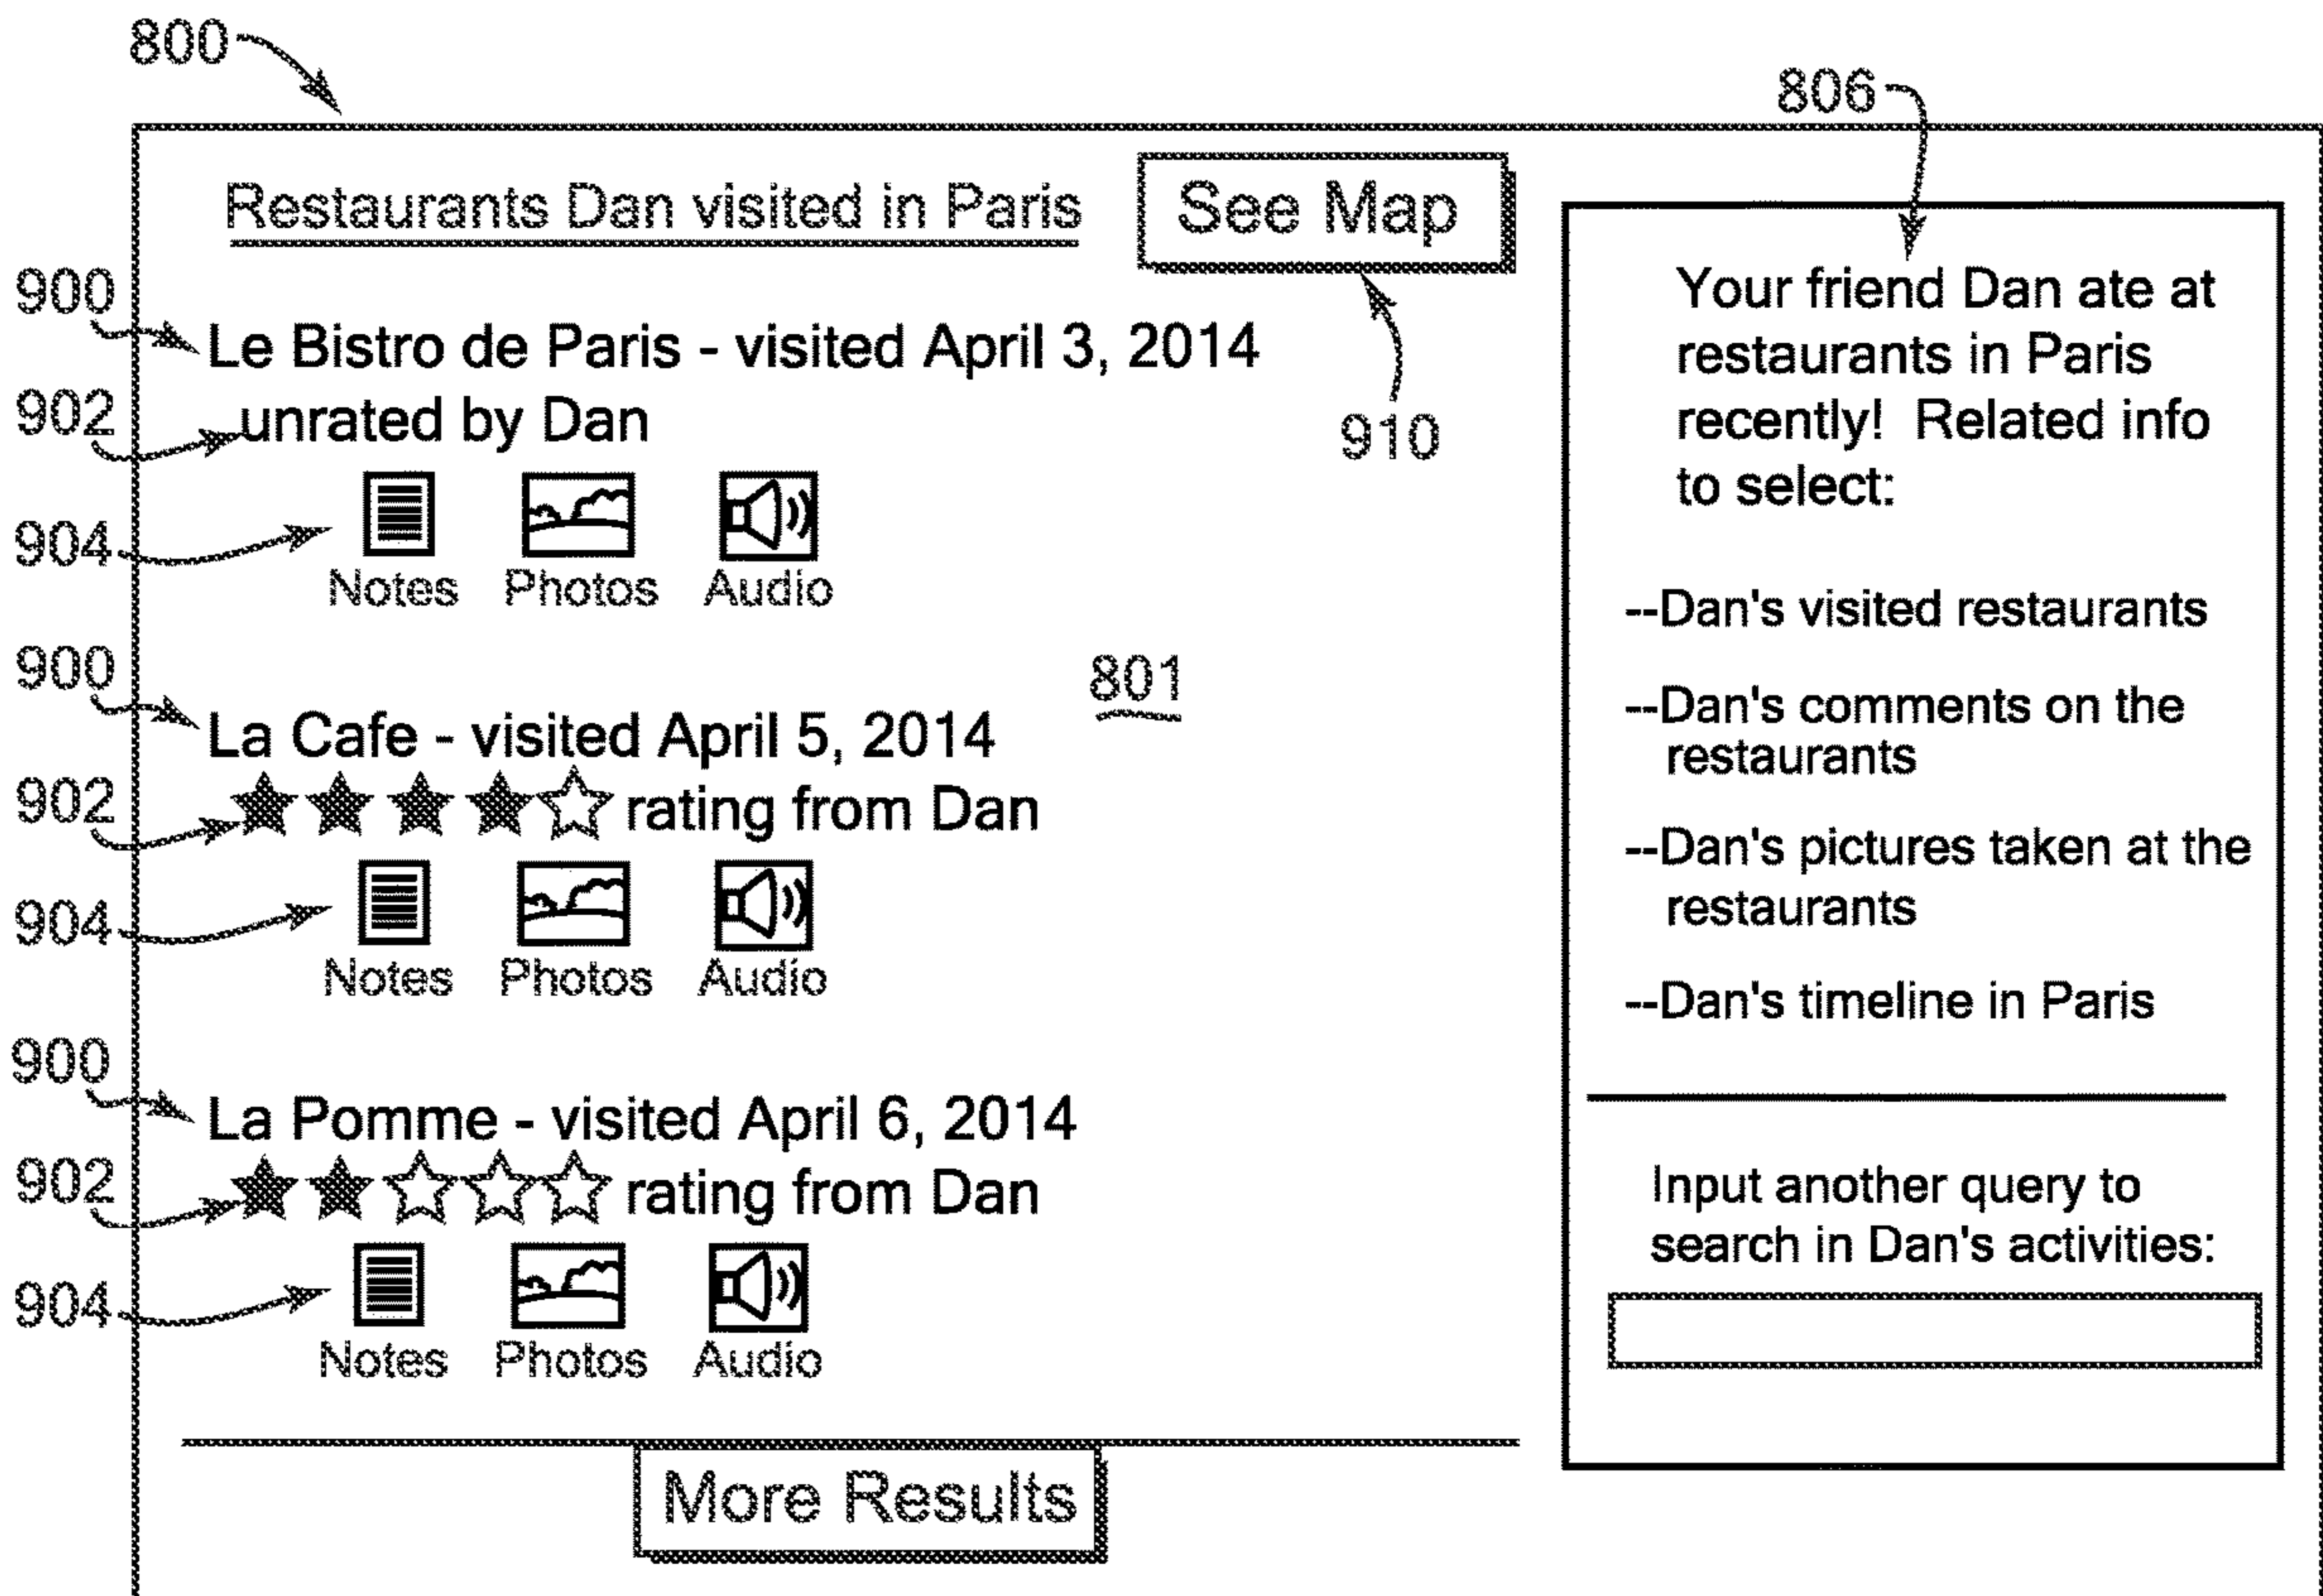 800
806
Restaurants Dan visited in Paris
See Map
910
900
Le Bistro de Paris - visited April 3, 2014
902
unrated by Dan
904
Notes Photos Audio
801
900
La Cafe - visited April 5, 2014
902
rating from Dan
904
Notes Photos Audio
900
La Pomme - visited April 6, 2014
902
rating from Dan
904
Notes Photos Audio
More Results
Your friend Dan ate at
restaurants in Paris
recently! Related info
to select:
--Dan's visited restaurants
--Dan's comments on the
restaurants
--Dan's pictures taken at the
restaurants
--Dan's timeline in Paris
Input another query to
search in Dan's activities: